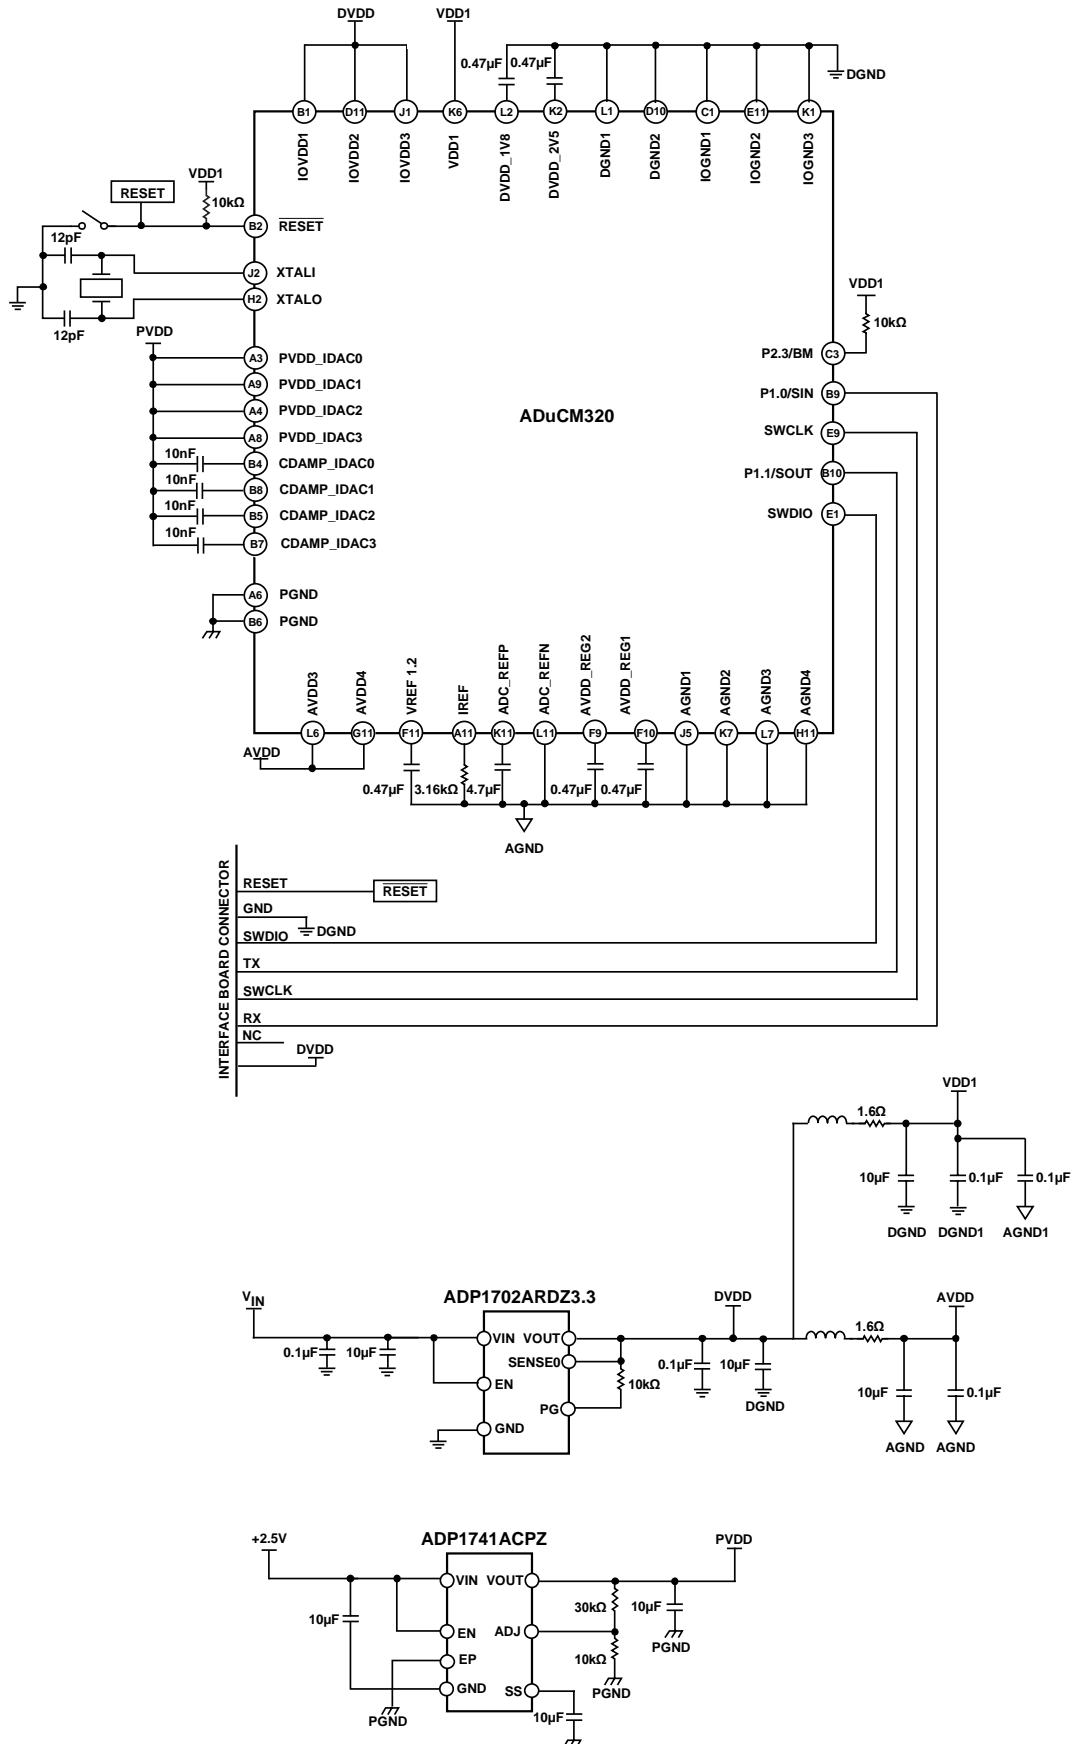 DVDD
VDD1
0.47µF
0.47µF
DGND
B1
D11
J1
K6
L2
K2
L1
D10
C1
E11
K1
IOVDD1
IOVDD2
IOVDD3
VDD1
DVDD_1V8
DVDD_2V5
DGND1
DGND2
IOGND1
IOGND2
IOGND3
RESET
VDD1
10kΩ
B2
RESET
12pF
J2
XTALI
H2
XTALO
12pF
PVDD
A3
PVDD_IDAC0
A9
PVDD_IDAC1
A4
PVDD_IDAC2
A8
PVDD_IDAC3
10nF
B4
CDAMP_IDAC0
10nF
B8
CDAMP_IDAC1
10nF
B5
CDAMP_IDAC2
10nF
B7
CDAMP_IDAC3
A6
PGND
B6
PGND
ADuCM320
VDD1
10kΩ
P2.3/BM
C3
P1.0/SIN
B9
SWCLK
E9
P1.1/SOUT
B10
SWDIO
E1
AVDD3
AVDD4
VREF 1.2
IREF
ADC_REFP
ADC_REFN
AVDD_REG2
AVDD_REG1
AGND1
AGND2
AGND3
AGND4
L6
G11
F11
A11
K11
L11
F9
F10
J5
K7
L7
H11
AVDD
0.47µF
3.16kΩ
4.7µF
0.47µF
0.47µF
AGND
INTERFACE BOARD CONNECTOR
RESET
RESET
GND
DGND
SWDIO
TX
SWCLK
RX
NC
DVDD
VDD1
1.6Ω
10µF
0.1µF
0.1µF
DGND
DGND1
AGND1
ADP1702ARDZ3.3
VIN
0.1µF
10µF
VIN
VOUT
SENSE0
EN
10kΩ
PG
GND
DVDD
0.1µF
10µF
DGND
1.6Ω
AVDD
10µF
0.1µF
AGND
AGND
ADP1741ACPZ
+2.5V
10µF
VIN
VOUT
EN
ADJ
EP
GND
SS
PGND
30kΩ
10kΩ
PGND
10µF
PGND
PVDD
10µF